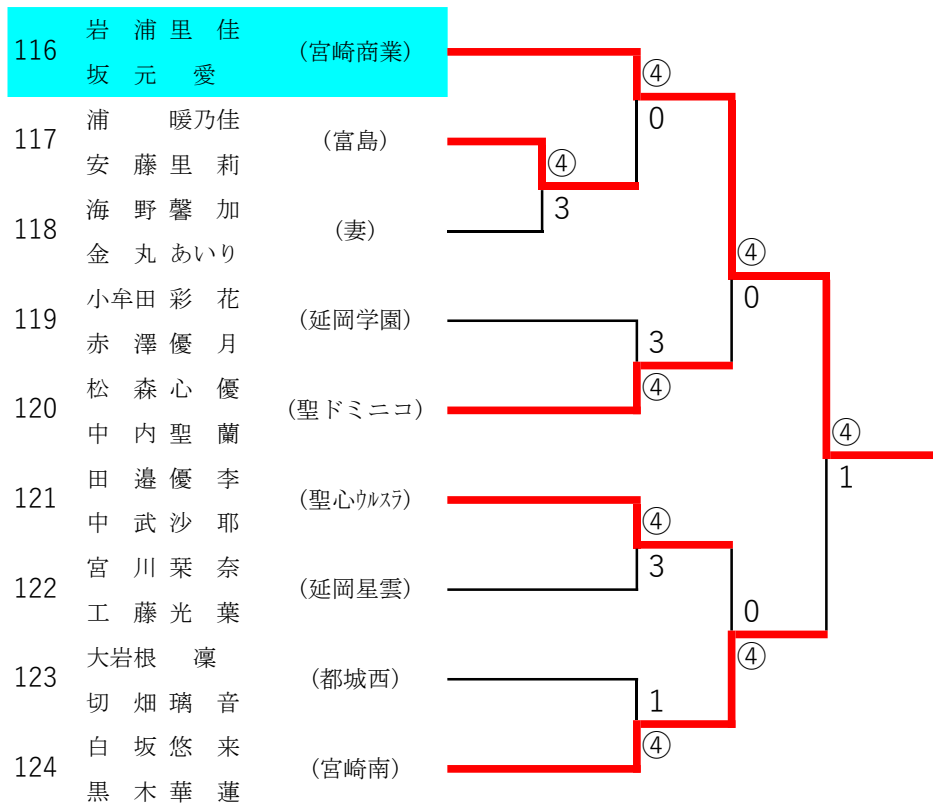 岩 浦 里 佳
116 (宮崎商業)
坂 元 愛
④
0
浦 暖乃佳
117 (富島)
安 藤 里 莉
④
3
海 野 馨 加
118 (妻)
金 丸 あいり
④
0
小牟田 彩 花
119 (延岡学園)
赤 澤 優 月
3
④
松 森 心 優
120 (聖ドミニコ)
中 内 聖 蘭
④
1
田 邉 優 李
121 (聖心ウルスラ)
中 武 沙 耶
④
3
宮 川 栞 奈
122 (延岡星雲)
工 藤 光 葉
0
④
大岩根 凜
123 (都城西)
切 畑 璃 音
1
④
白 坂 悠 来
124 (宮崎南)
黒 木 華 蓮